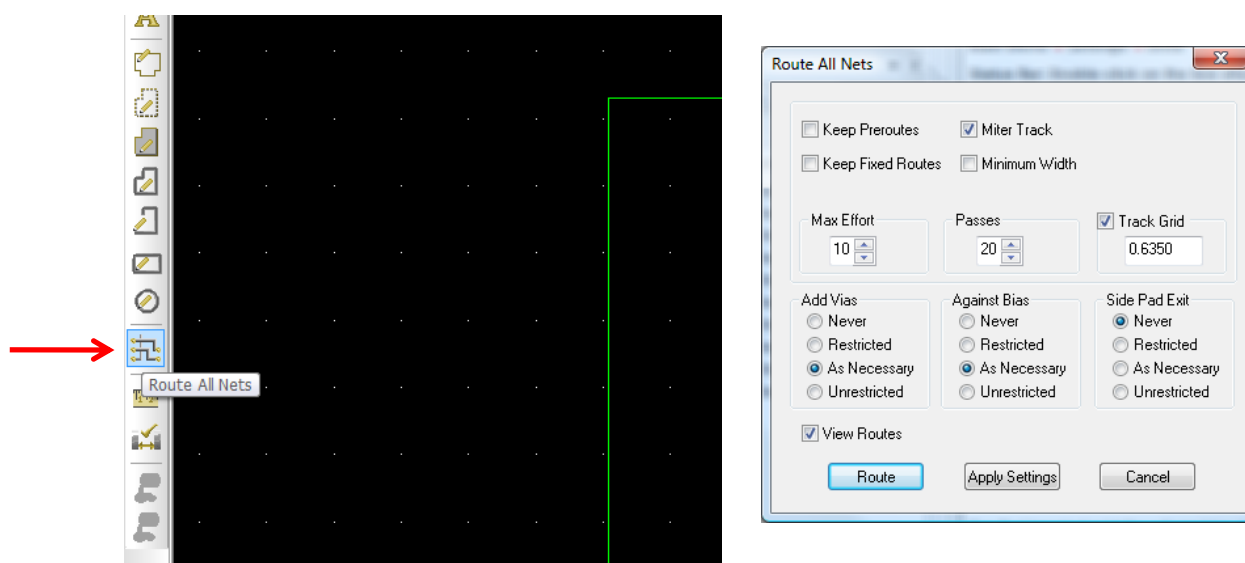 A
Route All Nets
Route All Nets
Keep Preroutes
Miter Track
Keep Fixed Routes
Minimum Width
Max Effort
Passes
Track Grid
10
20
0.6350
Add Vias
Against Bias
Side Pad Exit
Never
Never
Never
Restricted
Restricted
Restricted
As Necessary
As Necessary
As Necessary
Unrestricted
Unrestricted
Unrestricted
View Routes
Route
Apply Settings
Cancel